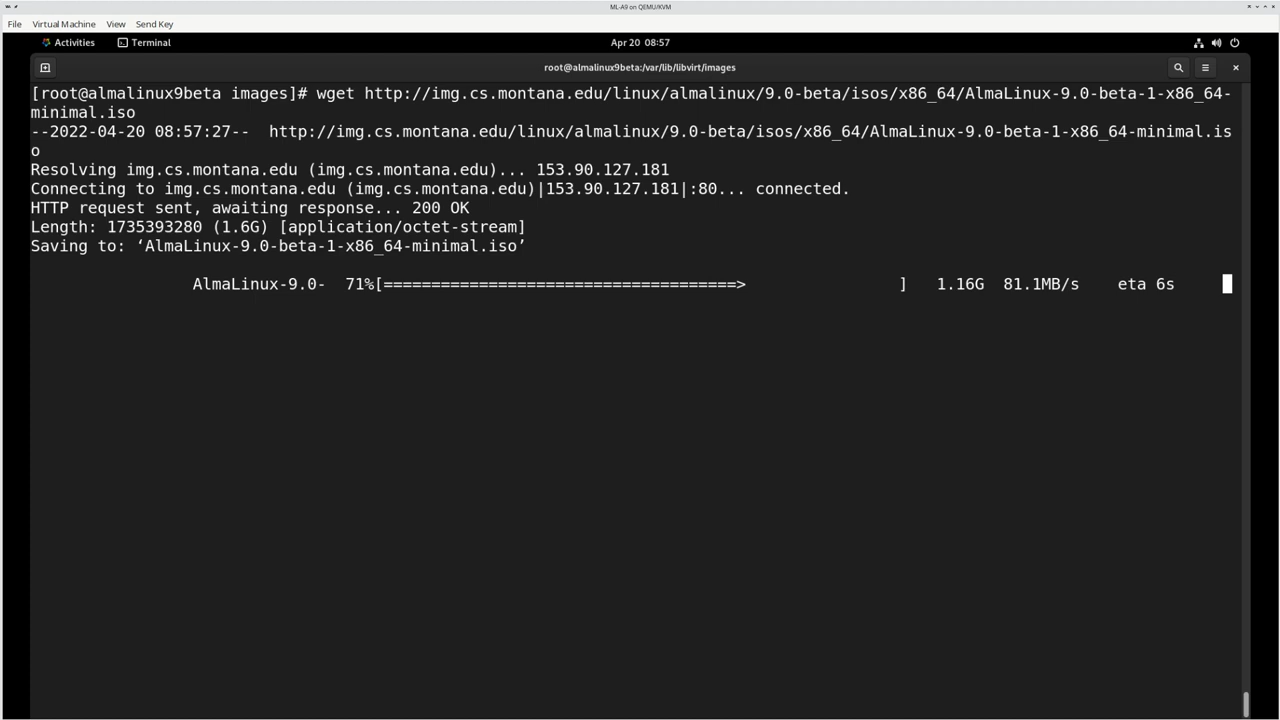 ML-A9 on QEMU/KVM
File Virtual Machine View Send Key
Activities Terminal Apr 20 08:57
root@almalinux9beta:/var/lib/libvirt/images
[root@almalinux9beta images]# wget http://img.cs.montana.edu/linux/almalinux/9.0-beta/isos/x86_64/AlmaLinux-9.0-beta-1-x86_64-
minimal.iso
--2022-04-20 08:57:27--  http://img.cs.montana.edu/linux/almalinux/9.0-beta/isos/x86_64/AlmaLinux-9.0-beta-1-x86_64-minimal.is
o
Resolving img.cs.montana.edu (img.cs.montana.edu)... 153.90.127.181
Connecting to img.cs.montana.edu (img.cs.montana.edu)|153.90.127.181|:80... connected.
HTTP request sent, awaiting response... 200 OK
Length: 1735393280 (1.6G) [application/octet-stream]
Saving to: ‘AlmaLinux-9.0-beta-1-x86_64-minimal.iso’
AlmaLinux-9.0-  71%[=====================================>                ]   1.16G  81.1MB/s    eta 6s